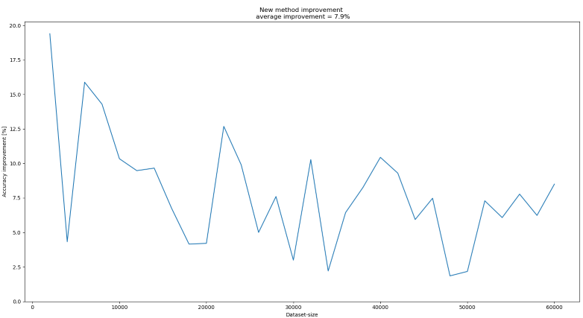 New method improvement
average improvement = 7.9%
20.0
17.5
15.0
12.5
10.0
7.5
5.0
2.5
0.0
Accuracy improvement [%]
0 10000 20000 30000 40000 50000 60000
Dataset-size